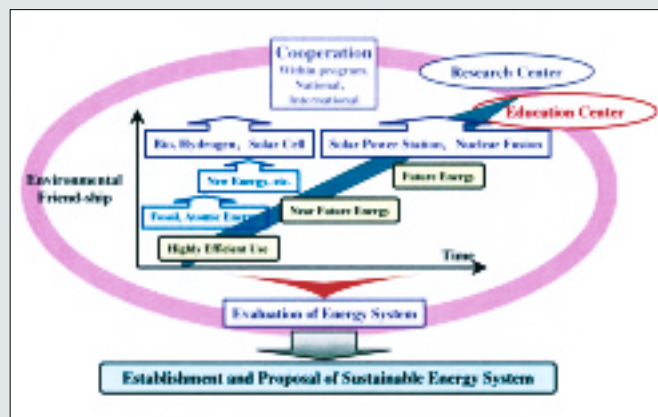 Cooperation
Within program,
National,
International
Research Center
Education Center
Bio, Hydrogen, Solar Cell
Solar Power Station, Nuclear Fusion
Environmental
Friend-ship
New Energy, etc.
Future Energy
Fossil, Atomic Energy
Near Future Energy
Highly Efficient Use
Time
Evaluation of Energy System
Establishment and Proposal of Sustainable Energy System